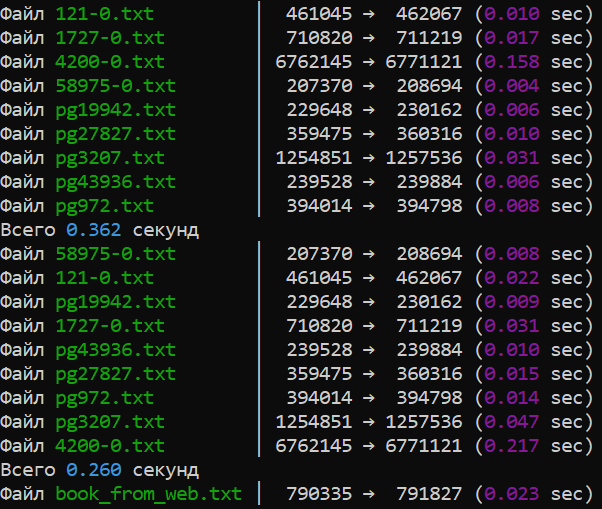 Файл 121-0.txt | 461045 → 462067 (0.010 sec)
Файл 1727-0.txt | 710820 → 711219 (0.017 sec)
Файл 4200-0.txt | 6762145 → 6771121 (0.158 sec)
Файл 58975-0.txt | 207370 → 208694 (0.004 sec)
Файл pg19942.txt | 229648 → 230162 (0.006 sec)
Файл pg27827.txt | 359475 → 360316 (0.010 sec)
Файл pg3207.txt | 1254851 → 1257536 (0.031 sec)
Файл pg43936.txt | 239528 → 239884 (0.006 sec)
Файл pg972.txt | 394014 → 394798 (0.008 sec)
Всего 0.362 секунд
Файл 58975-0.txt | 207370 → 208694 (0.008 sec)
Файл 121-0.txt | 461045 → 462067 (0.022 sec)
Файл pg19942.txt | 229648 → 230162 (0.009 sec)
Файл 1727-0.txt | 710820 → 711219 (0.031 sec)
Файл pg43936.txt | 239528 → 239884 (0.010 sec)
Файл pg27827.txt | 359475 → 360316 (0.015 sec)
Файл pg972.txt | 394014 → 394798 (0.014 sec)
Файл pg3207.txt | 1254851 → 1257536 (0.047 sec)
Файл 4200-0.txt | 6762145 → 6771121 (0.217 sec)
Всего 0.260 секунд
Файл book_from_web.txt | 790335 → 791827 (0.023 sec)